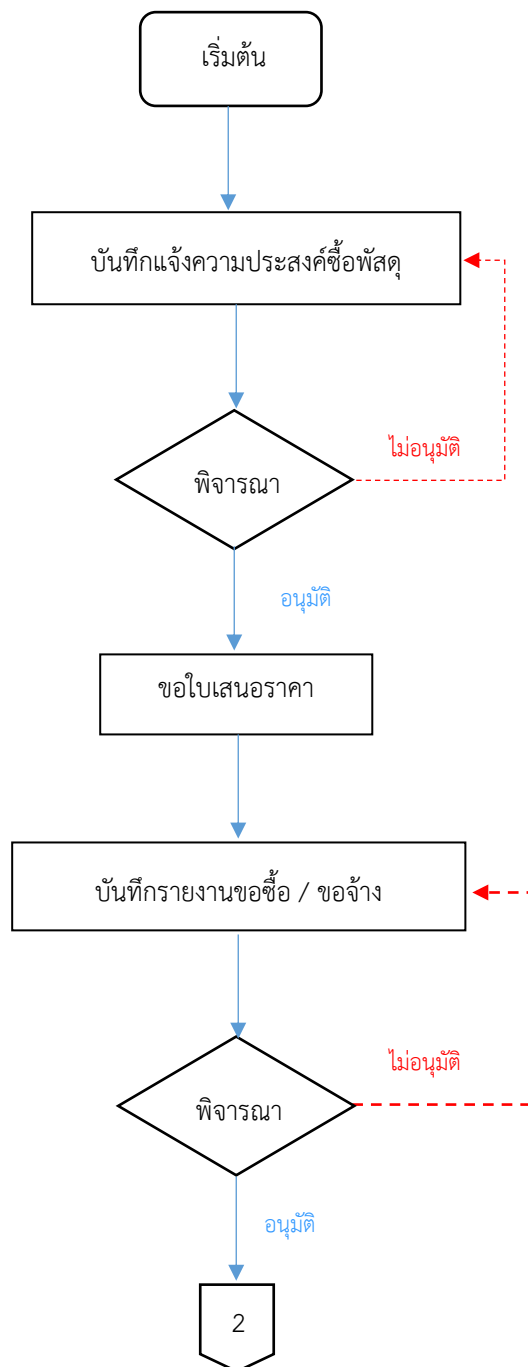 เริ่มต้น
บันทึกแจ้งความประสงค์ซื้อพัสดุ
ไม่อนุมัติ
พิจารณา
อนุมัติ
ขอใบเสนอราคา
บันทึกรายงานขอซื้อ / ขอจ้าง
ไม่อนุมัติ
พิจารณา
อนุมัติ
2